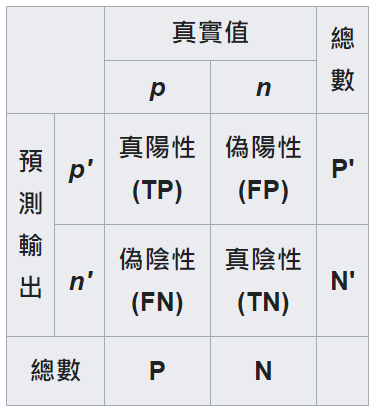 真實值
總數
p
n
預測輸出
p'
真陽性
(TP)
偽陽性
(FP)
P'
n'
偽陰性
(FN)
真陰性
(TN)
N'
總數
P
N